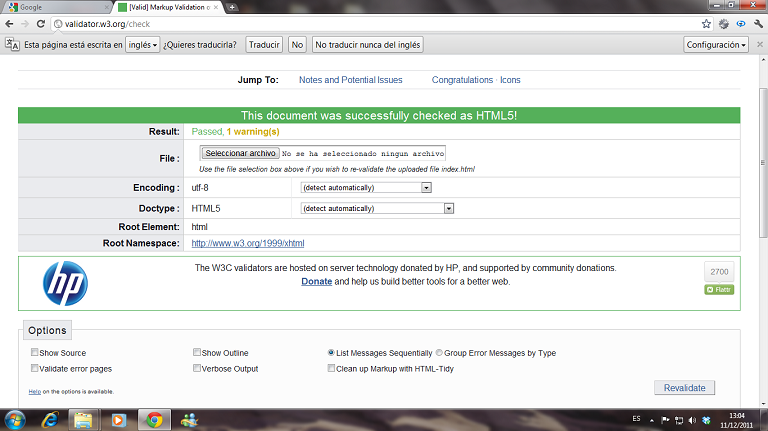 Google
[Valid] Markup Validation o
validator.w3.org/check
Esta página está escrita en inglés ¿Quieres traducirla? Traducir No No traducir nunca del inglés Configuración
Jump To: Notes and Potential Issues Congratulations · Icons
This document was successfully checked as HTML5!
Result: Passed, 1 warning(s)
File : Seleccionar archivo No se ha seleccionado ningun archivo
Use the file selection box above if you wish to re-validate the uploaded file index.html
Encoding : utf-8 (detect automatically)
Doctype : HTML5 (detect automatically)
Root Element: html
Root Namespace: http://www.w3.org/1999/xhtml
hp
The W3C validators are hosted on server technology donated by HP, and supported by community donations.
Donate and help us build better tools for a better web.
2700
Flattr
Options
Show Source Show Outline List Messages Sequentially Group Error Messages by Type
Validate error pages Verbose Output Clean up Markup with HTML-Tidy
Help on the options is available.
Revalidate
ES
13:04
11/12/2011